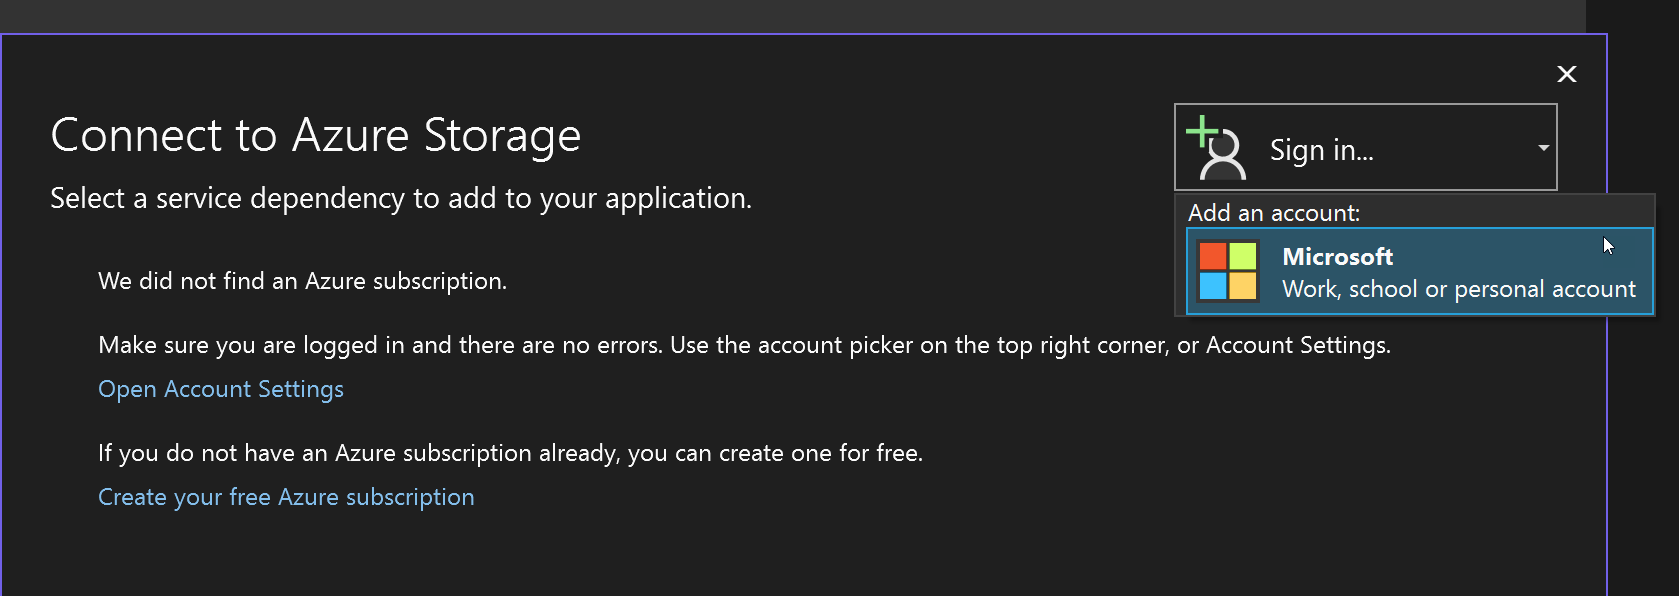 Connect to Azure Storage
Sign in...
Select a service dependency to add to your application.
Add an account:
Microsoft
Work, school or personal account
We did not find an Azure subscription.
Make sure you are logged in and there are no errors. Use the account picker on the top right corner, or Account Settings.
Open Account Settings
If you do not have an Azure subscription already, you can create one for free.
Create your free Azure subscription